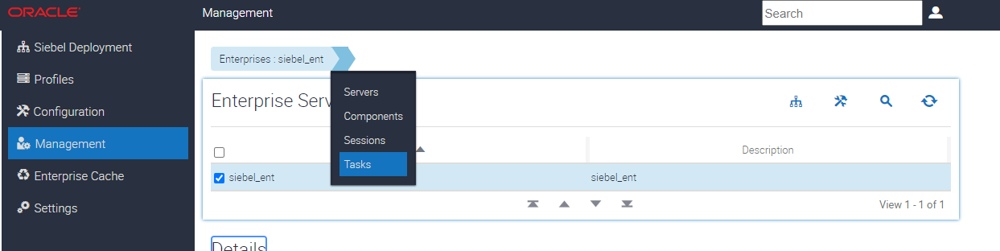 ORACLE
Management
Search
Siebel Deployment
Profiles
Configuration
Management
Enterprise Cache
Settings
Enterprises : siebel_ent
Servers
Components
Sessions
Tasks
Enterprise
Description
siebel_ent siebel_ent
View 1 - 1 of 1
Details